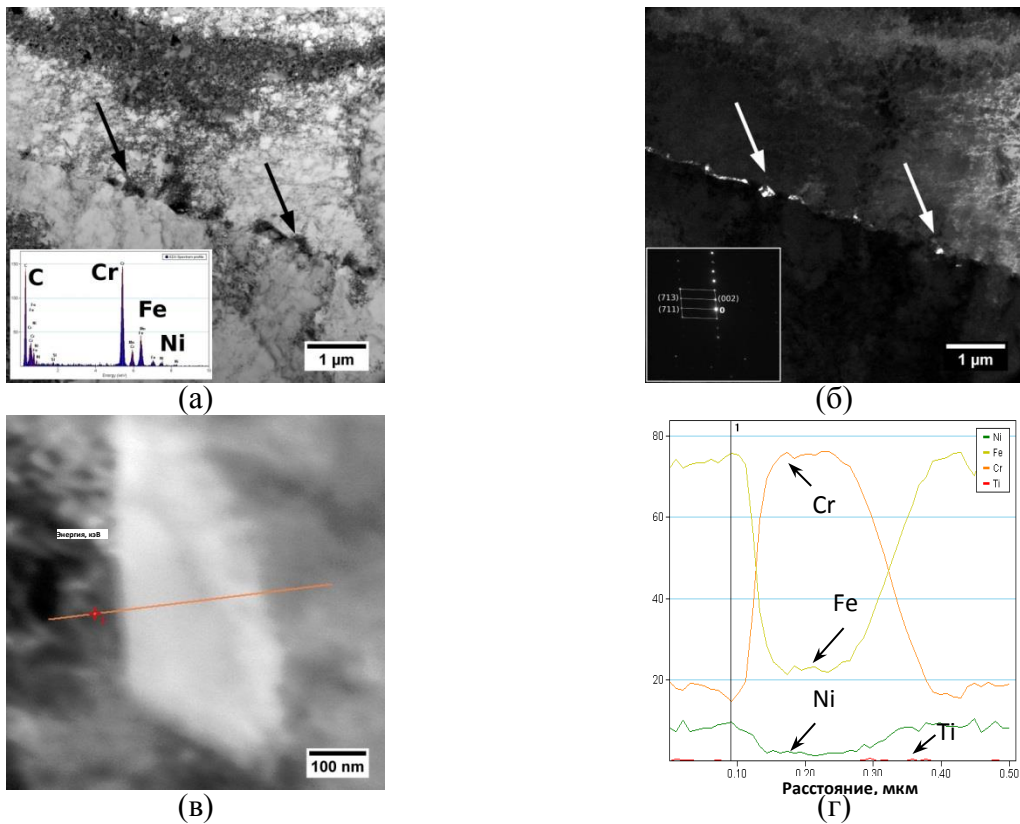 C
Cr
Fe
Ni
1 µm
(а)
(713)
(002)
(711)
0
1 µm
(б)
Энергия, кэВ
1
100 nm
(в)
1
80
60
40
20
Ni
Fe
Cr
Ti
Cr
Fe
Ni
Ti
0.10
0.20
0.30
0.40
0.50
Расстояние, мкм
(г)